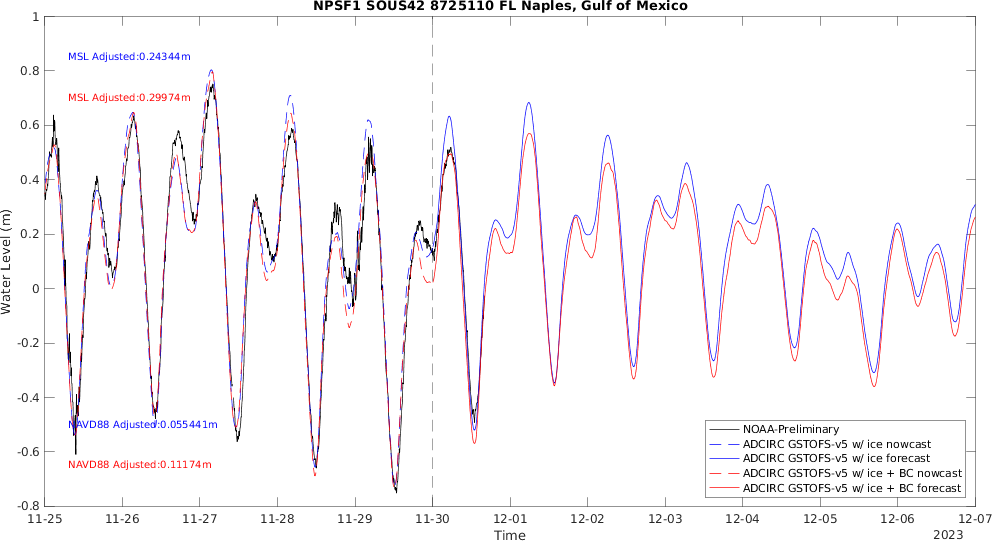 NPSF1 SOUS42 8725110 FL Naples, Gulf of Mexico
1
0.8
0.6
0.4
0.2
0
-0.2
-0.4
-0.6
-0.8
Water Level (m)
MSL Adjusted:0.24344m
MSL Adjusted:0.29974m
NAVD88 Adjusted:0.055441m
NAVD88 Adjusted:0.11174m
NOAA-Preliminary
ADCIRC GSTOFS-v5 w/ ice nowcast
ADCIRC GSTOFS-v5 w/ ice forecast
ADCIRC GSTOFS-v5 w/ ice + BC nowcast
ADCIRC GSTOFS-v5 w/ ice + BC forecast
11-25 11-26 11-27 11-28 11-29 11-30 12-01 12-02 12-03 12-04 12-05 12-06 12-07
Time
2023